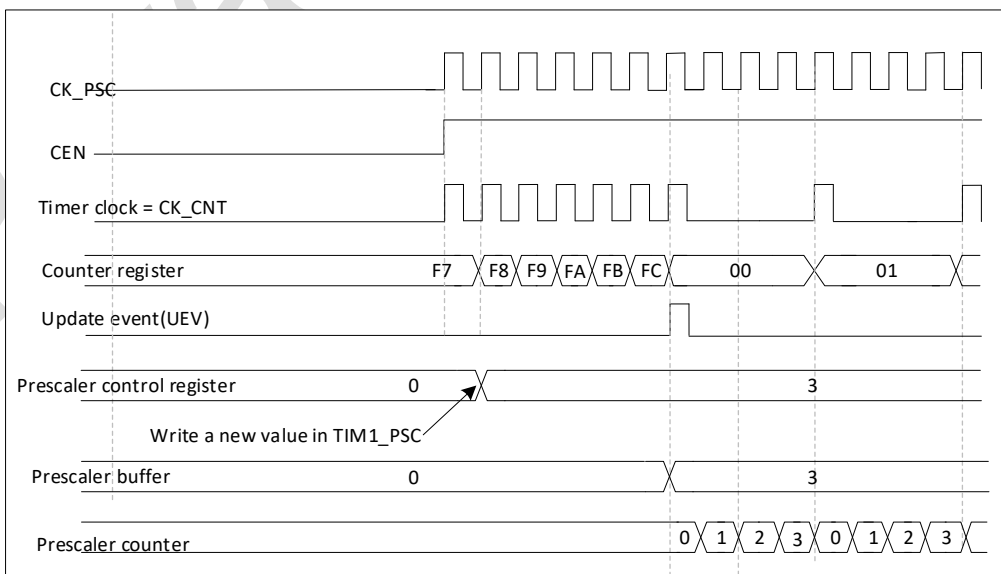 CK_PSC
CEN
Timer clock = CK_CNT
Counter register F7 F8 F9 FA FB FC 00 01
Update event(UEV)
Prescaler control register 0 3
Write a new value in TIM1_PSC
Prescaler buffer 0 3
Prescaler counter 0 1 2 3 0 1 2 3